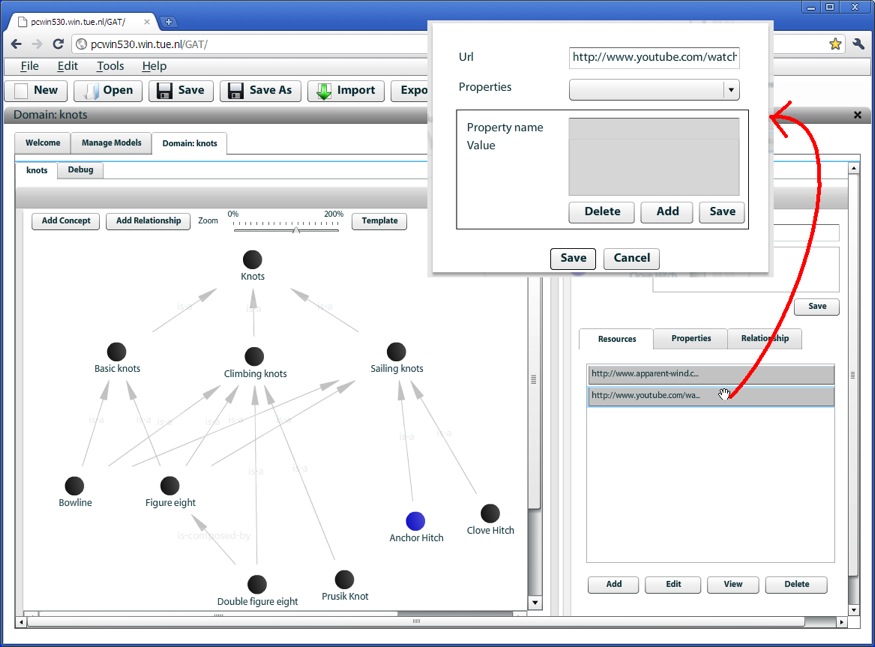 pcwin530.win.tue.nl/GAT/
pcwin530.win.tue.nl/GAT/
File Edit Tools Help
New Open Save Save As Import Expo
Domain: knots
Welcome Manage Models Domain: knots
knots Debug
Add Concept Add Relationship Zoom 0% 200% Template
Knots
is-a is-a is-a
Basic knots Climbing knots Sailing knots
is-a is-a is-a is-a
is-a is-a
is-a is-a
Bowline Figure eight
is-composed-by
Anchor Hitch Clove Hitch
Double figure eight Prusik Knot
Url http://www.youtube.com/watch
Properties
Property name
Value
Delete Add Save
Save Cancel
Clove Hitch
Save
Resources Properties Relationship
http://www.apparent-wind.c...
http://www.youtube.com/wa...
Add Edit View Delete